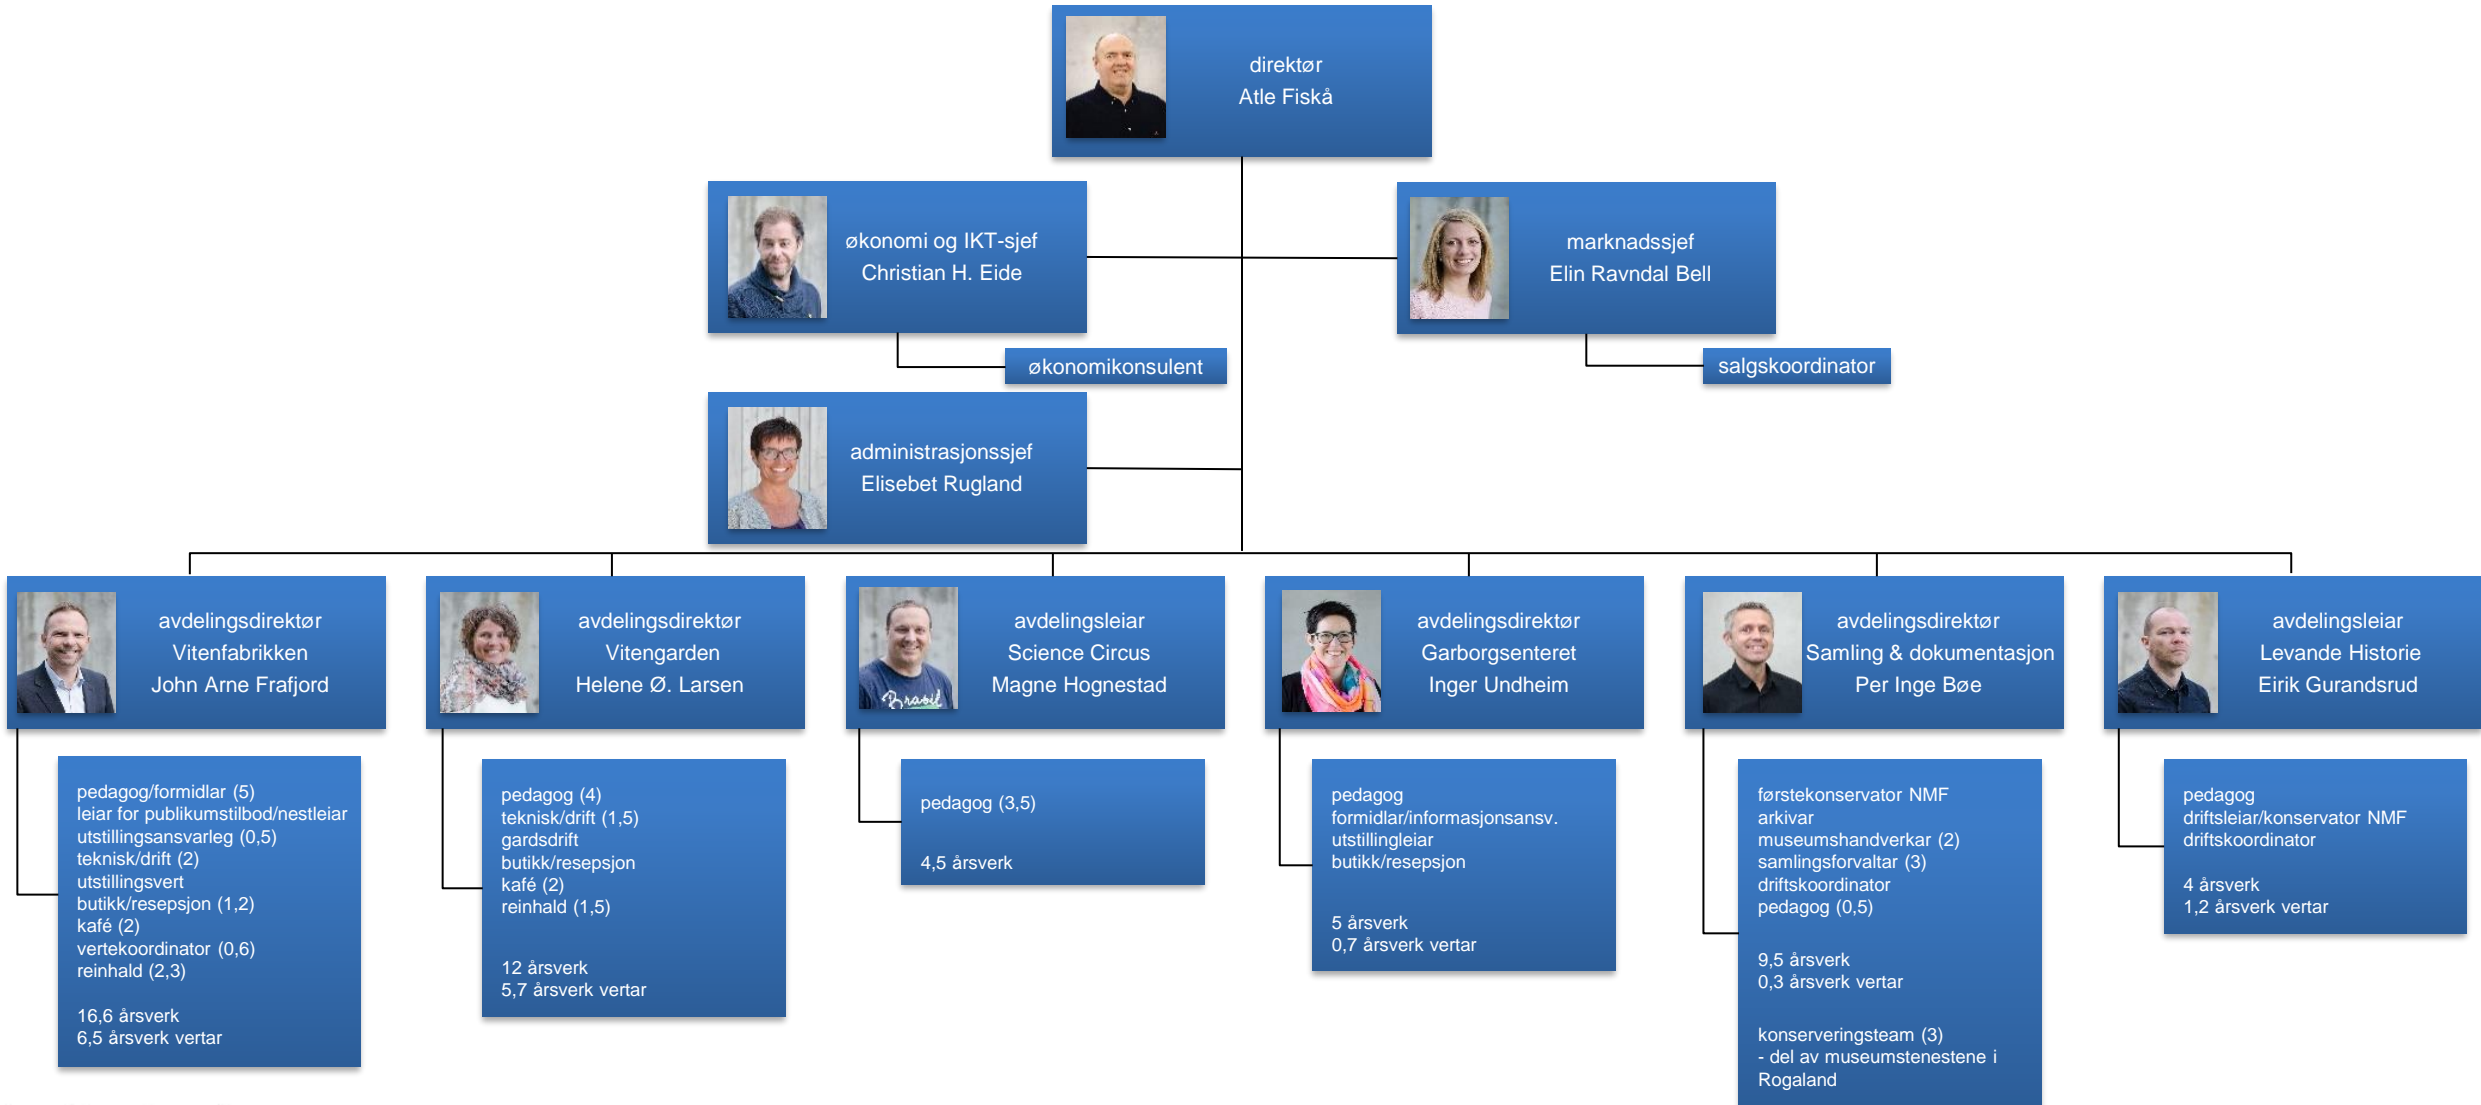 direktør
Atle Fiskå
økonomi og IKT-sjef
Christian H. Eide
marknadssjef
Elin Ravndal Bell
økonomikonsulent
salgskoordinator
administrasjonssjef
Elisebet Rugland
avdelingsdirektør
Vitenfabrikken
John Arne Frafjord
avdelingsdirektør
Vitengarden
Helene Ø. Larsen
avdelingsleiar
Science Circus
Magne Hognestad
avdelingsdirektør
Garborgsenteret
Inger Undheim
avdelingsdirektør
Samling & dokumentasjon
Per Inge Bøe
avdelingsleiar
Levande Historie
Eirik Gurandsrud
Brasil
pedagog/formidlar (5)
leiar for publikumstilbod/nestleiar
utstillingsansvarleg (0,5)
teknisk/drift (2)
utstillingsvert
butikk/resepsjon (1,2)
kafé (2)
vertekoordinator (0,6)
reinhald (2,3)
16,6 årsverk
6,5 årsverk vertar
pedagog (4)
teknisk/drift (1,5)
gardsdrift
butikk/resepsjon
kafé (2)
reinhald (1,5)
12 årsverk
5,7 årsverk vertar
pedagog (3,5)
4,5 årsverk
pedagog
formidlar/informasjonsansv.
utstillingleiar
butikk/resepsjon
5 årsverk
0,7 årsverk vertar
førstekonservator NMF
arkivar
museumshandverkar (2)
samlingsforvaltar (3)
driftskoordinator
pedagog (0,5)
9,5 årsverk
0,3 årsverk vertar
konserveringsteam (3)
- del av museumstenestene i
Rogaland
pedagog
driftsleiar/konservator NMF
driftskoordinator
4 årsverk
1,2 årsverk vertar